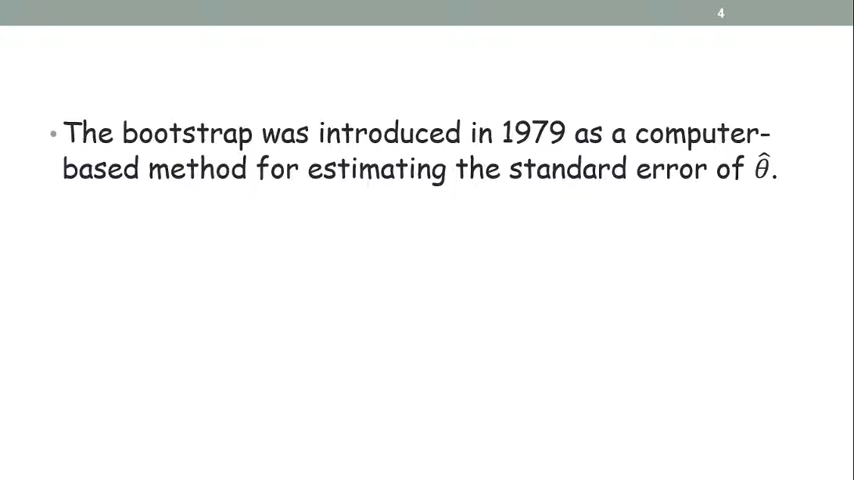 4
• The bootstrap was introduced in 1979 as a computer-
based method for estimating the standard error of θ̂.